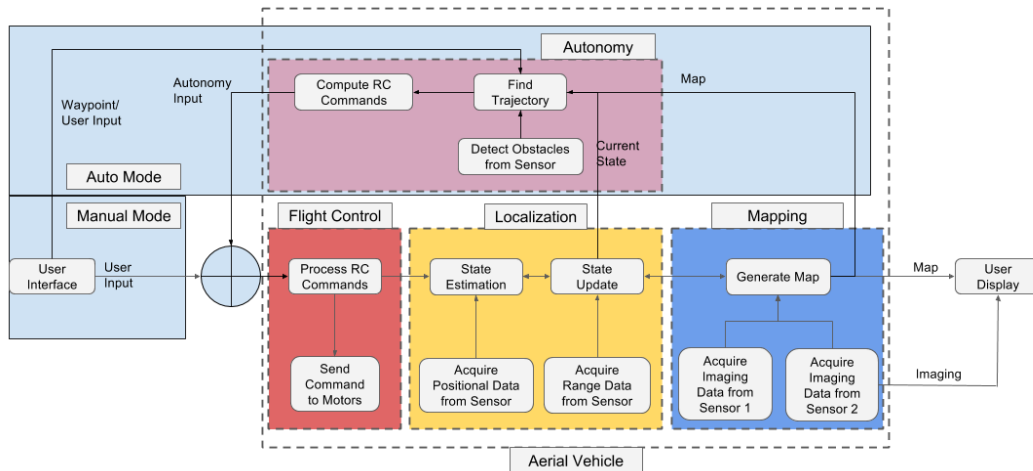 Autonomy
Autonomy
Input
Compute RC
Commands
Find
Trajectory
Map
Waypoint/
User Input
Detect Obstacles
from Sensor
Current
State
Auto Mode
Manual Mode
Flight Control
Localization
Mapping
User
Interface
User
Input
Process RC
Commands
State
Estimation
State
Update
Generate Map
Map
User
Display
Send
Command
to Motors
Acquire
Positional Data
from Sensor
Acquire
Range Data
from Sensor
Acquire
Imaging
Data from
Sensor 1
Acquire
Imaging
Data from
Sensor 2
Imaging
Aerial Vehicle